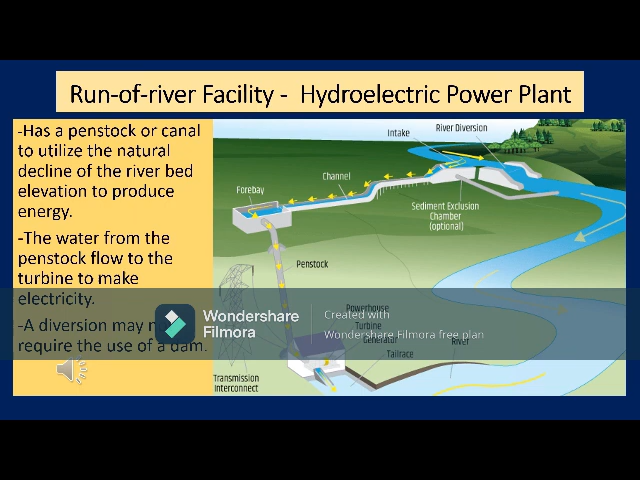 Run-of-river Facility - Hydroelectric Power Plant
-Has a penstock or canal
to utilize the natural
decline of the river bed
elevation to produce
energy.
-The water from the
penstock flow to the
turbine to make
electricity.
-A diversion may
require the use of a dam.
Intake
River Diversion
Channel
Forebay
Sediment Exclusion
Chamber
(optional)
Penstock
Powerhouse
Turbine
Generator
Tailrace
River
Transmission
Interconnect
Wondershare
Filmora
Created with
Wondershare Filmora free plan